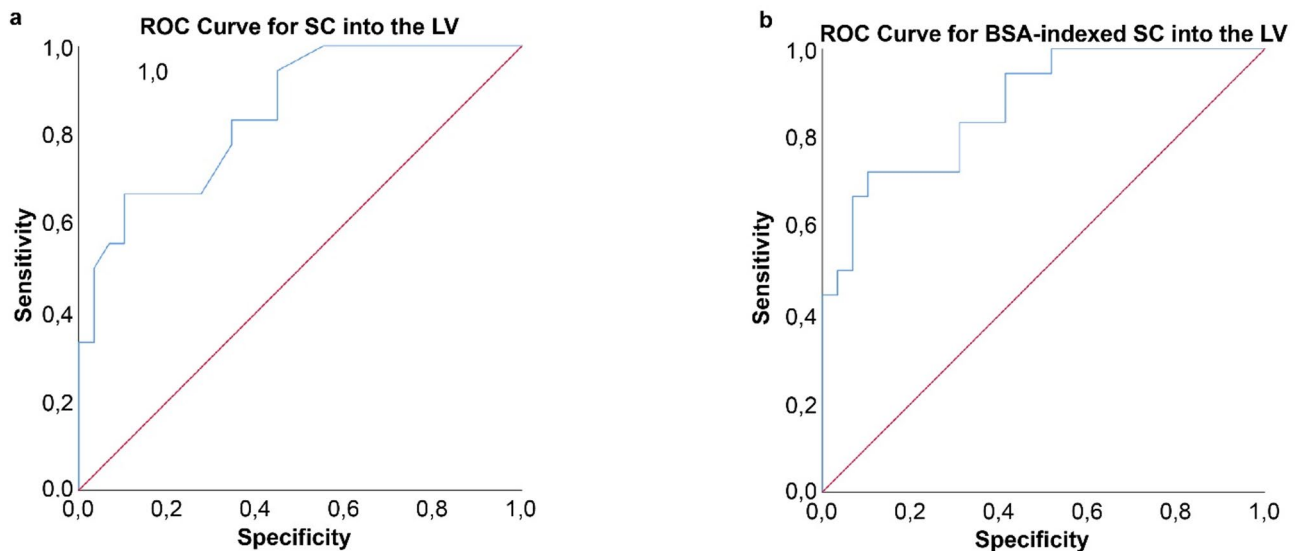 a
ROC Curve for SC into the LV
1,0
1,0
0,8
0,6
0,4
0,2
0.0
0,0 0,2 0,4 0,6 0,8 1,0
Sensitivity
Specificity
b
ROC Curve for BSA-indexed SC into the LV
1,0
0,8
0,6
0,4
0,2
0,0
0,0 0,2 0,4 0,6 0,8 1,0
Sensitivity
Specificity